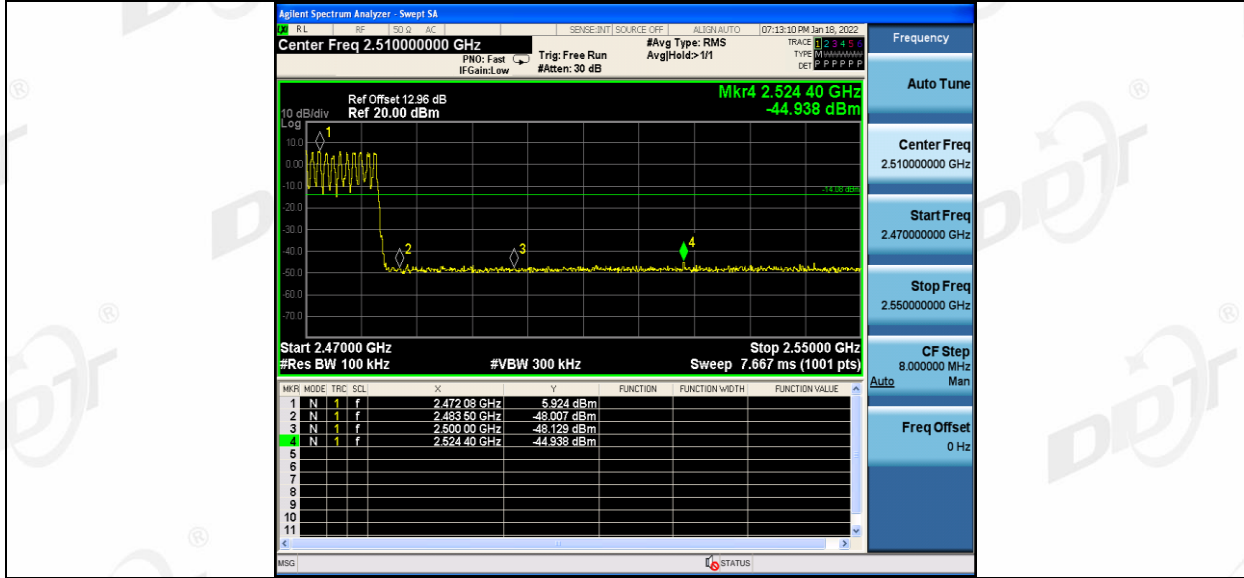 Agilent Spectrum Analyzer - Swept SA
RL RF 50 Ω AC SENSE:INT SOURCE OFF ALIGN AUTO 07:13:10 PM Jan 18, 2022
Center Freq 2.510000000 GHz
PNO: Fast
IFGain:Low
Trig: Free Run
#Atten: 30 dB
#Avg Type: RMS
Avg|Hold:>1/1
TRACE 1 2 3 4 5 6
TYPE M
DET P P P P P P
Frequency
Auto Tune
Center Freq
2.510000000 GHz
Start Freq
2.470000000 GHz
Stop Freq
2.550000000 GHz
CF Step
8.000000 MHz
Auto Man
Freq Offset
0 Hz
Mkr4 2.524 40 GHz
-44.938 dBm
Ref Offset 12.96 dB
10 dB/div Ref 20.00 dBm
Log
10.0
0.00
-10.0
-20.0
-30.0
-40.0
-50.0
-60.0
-70.0
1
2
3
4
-14.08 dBm
Start 2.47000 GHz Stop 2.55000 GHz
#Res BW 100 kHz #VBW 300 kHz Sweep 7.667 ms (1001 pts)
MKR MODE TRC SCL X Y FUNCTION FUNCTION WIDTH FUNCTION VALUE
1 N 1 f 2.472 08 GHz 5.924 dBm
2 N 1 f 2.483 50 GHz -48.007 dBm
3 N 1 f 2.500 00 GHz -48.129 dBm
4 N 1 f 2.524 40 GHz -44.938 dBm
5
6
7
8
9
10
11
MSG STATUS